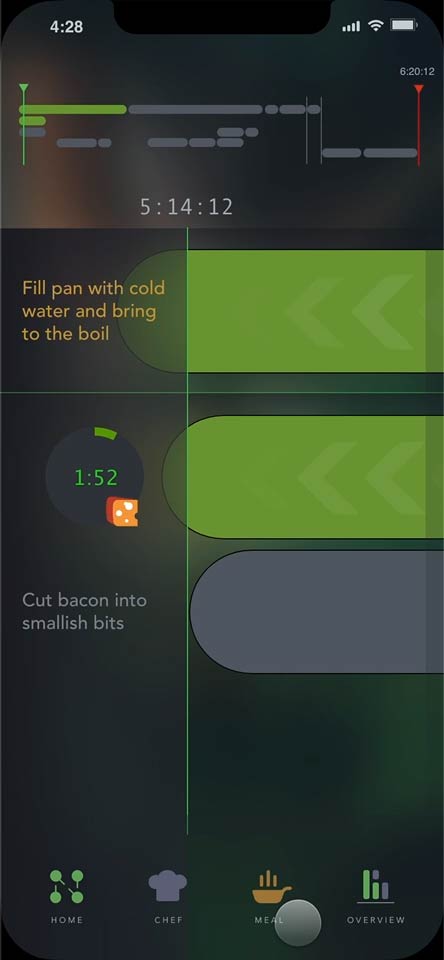 4:28
6:20:12
5:14:12
Fill pan with cold
water and bring
to the boil
1:52
Cut bacon into
smallish bits
HOME
CHEF
MEAL
OVERVIEW